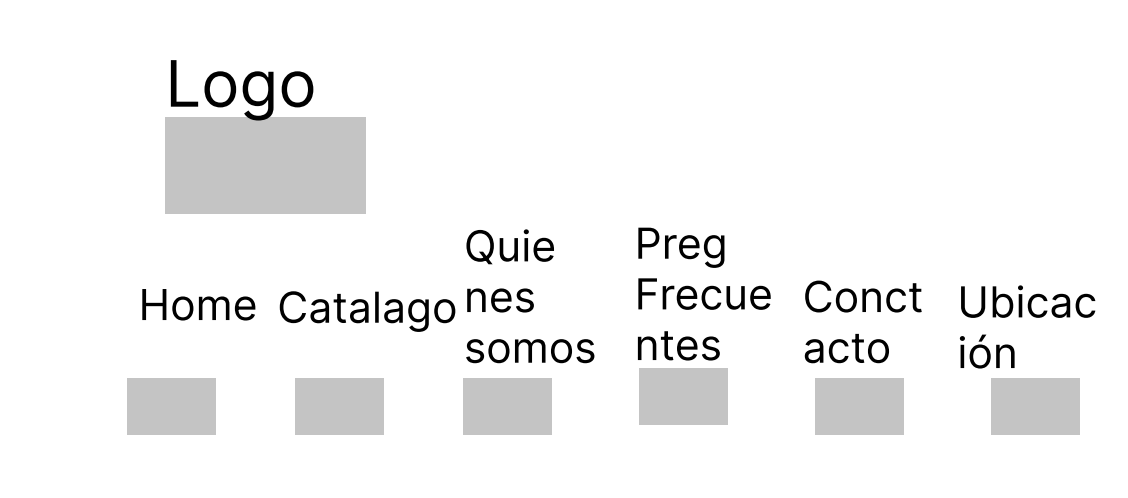 Logo
Home
Catalago
Quie
nes
somos
Preg
Frecue
ntes
Conct
acto
Ubicac
ión